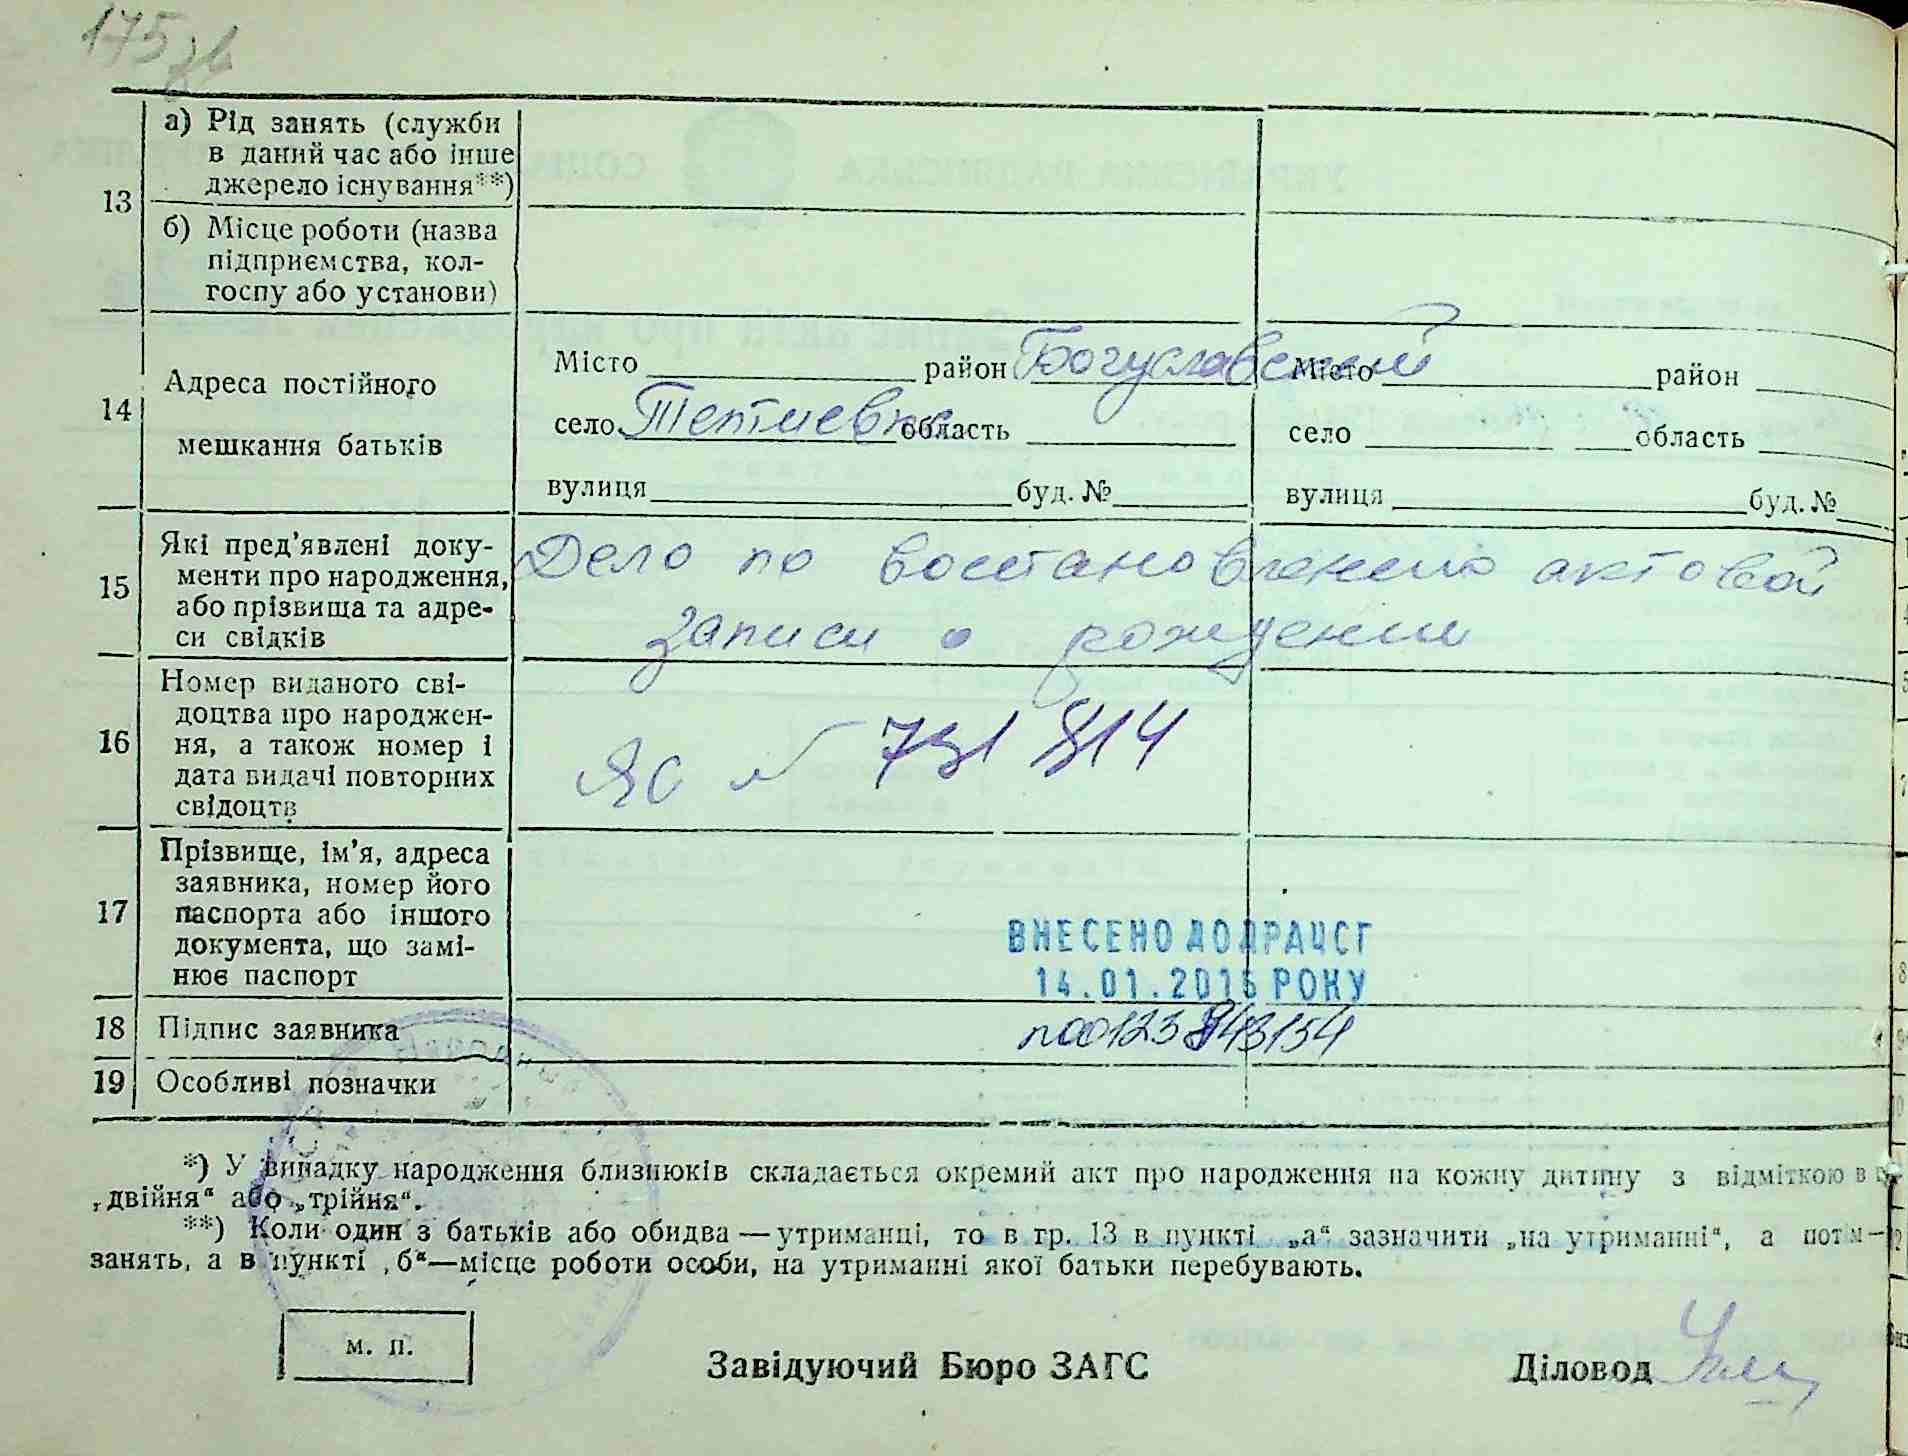 175
13
а) Рід занять (служби
в даний час або інше
джерело існування**)
б) Місце роботи (назва
підприємства, кол-
госпу або установи)
14
Адреса постійного
мешкання батьків
Місто район Богуславский
село Тептиевка область
вулиця буд. №
Місто район
село область
вулиця буд. №
15
Які пред’явлені доку-
менти про народження,
або прізвища та адре-
си свідків
Дело по восстановлению актовой
записи о рождении
16
Номер виданого сві-
доцтва про народжен-
ня, а також номер і
дата видачі повторних
свідоцтв
ЯС №
17
Прізвище, ім’я, адреса
заявника, номер його
паспорта або іншого
документа, що замі-
нює паспорт
ВНЕСЕНО ДО ДРАЦСГ
14.01.2016 РОКУ
18
Підпис заявника
19
Особливі позначки
*) У випадку народження близнюків складається окремий акт про народження на кожну дитину з відміткою в
„двійня“ або „трійня“.
**) Коли один з батьків або обидва — утриманці, то в гр. 13 в пункті „а“ зазначити „на утриманні“, а
занять, а в пункті „б“—місце роботи особи, на утриманні якої батьки перебувають.
м. п.
Завідуючий Бюро ЗАГС
Діловод